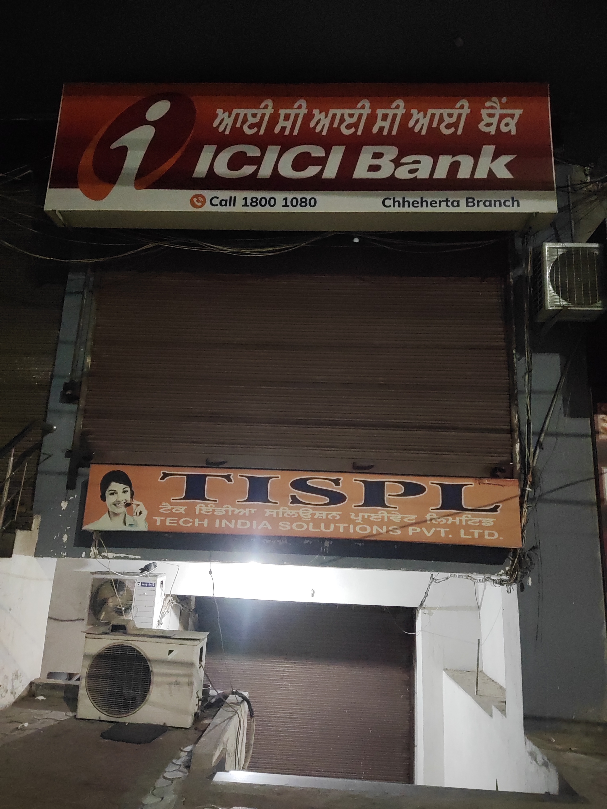 ਆਈ ਸੀ ਆਈ ਸੀ ਆਈ ਬੈਂਕ
ICICI Bank
Call 1800 1080 Chheherta Branch
TISPL
ਟੈਕ ਇੰਡੀਆ ਸਲਿਊਸ਼ਨ ਪ੍ਰਾਈਵੇਟ ਲਿਮਟਿਡ
TECH INDIA SOLUTIONS PVT. LTD.